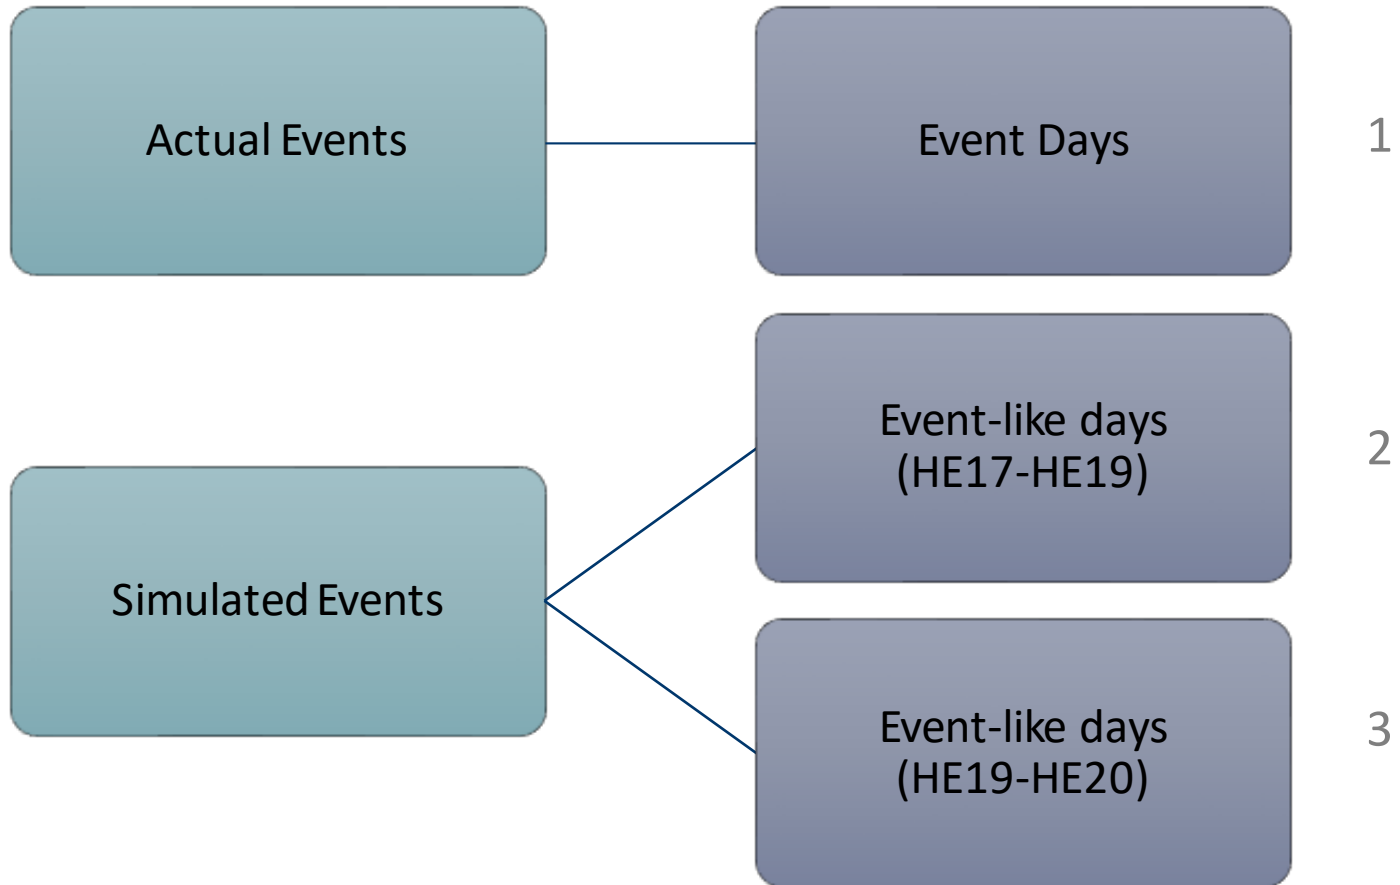 Actual Events
Event Days
1
Event-like days
(HE17-HE19)
2
Simulated Events
Event-like days
(HE19-HE20)
3